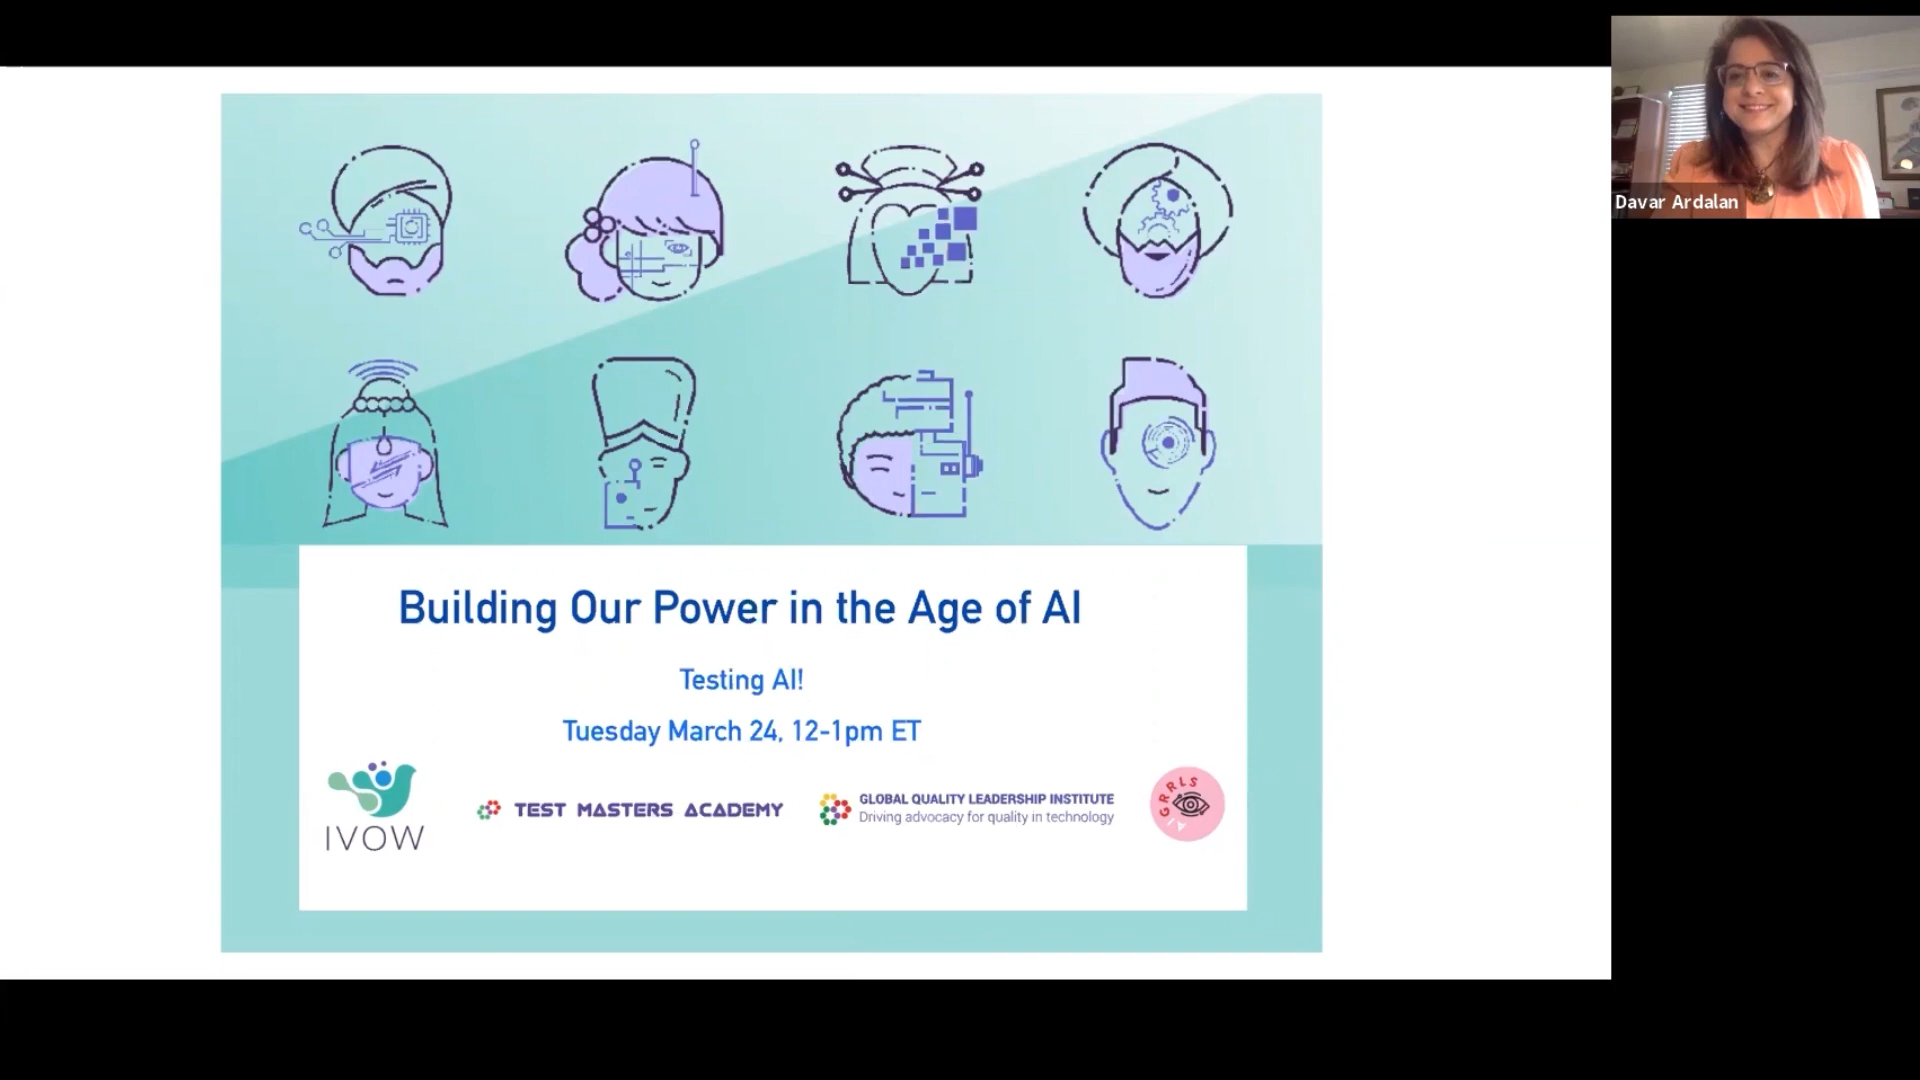 Davar Ardalan
Building Our Power in the Age of AI
Testing AI!
Tuesday March 24, 12-1pm ET
IVOW
TEST MASTERS ACADEMY
GLOBAL QUALITY LEADERSHIP INSTITUTE
Driving advocacy for quality in technology
GRRLS
AI